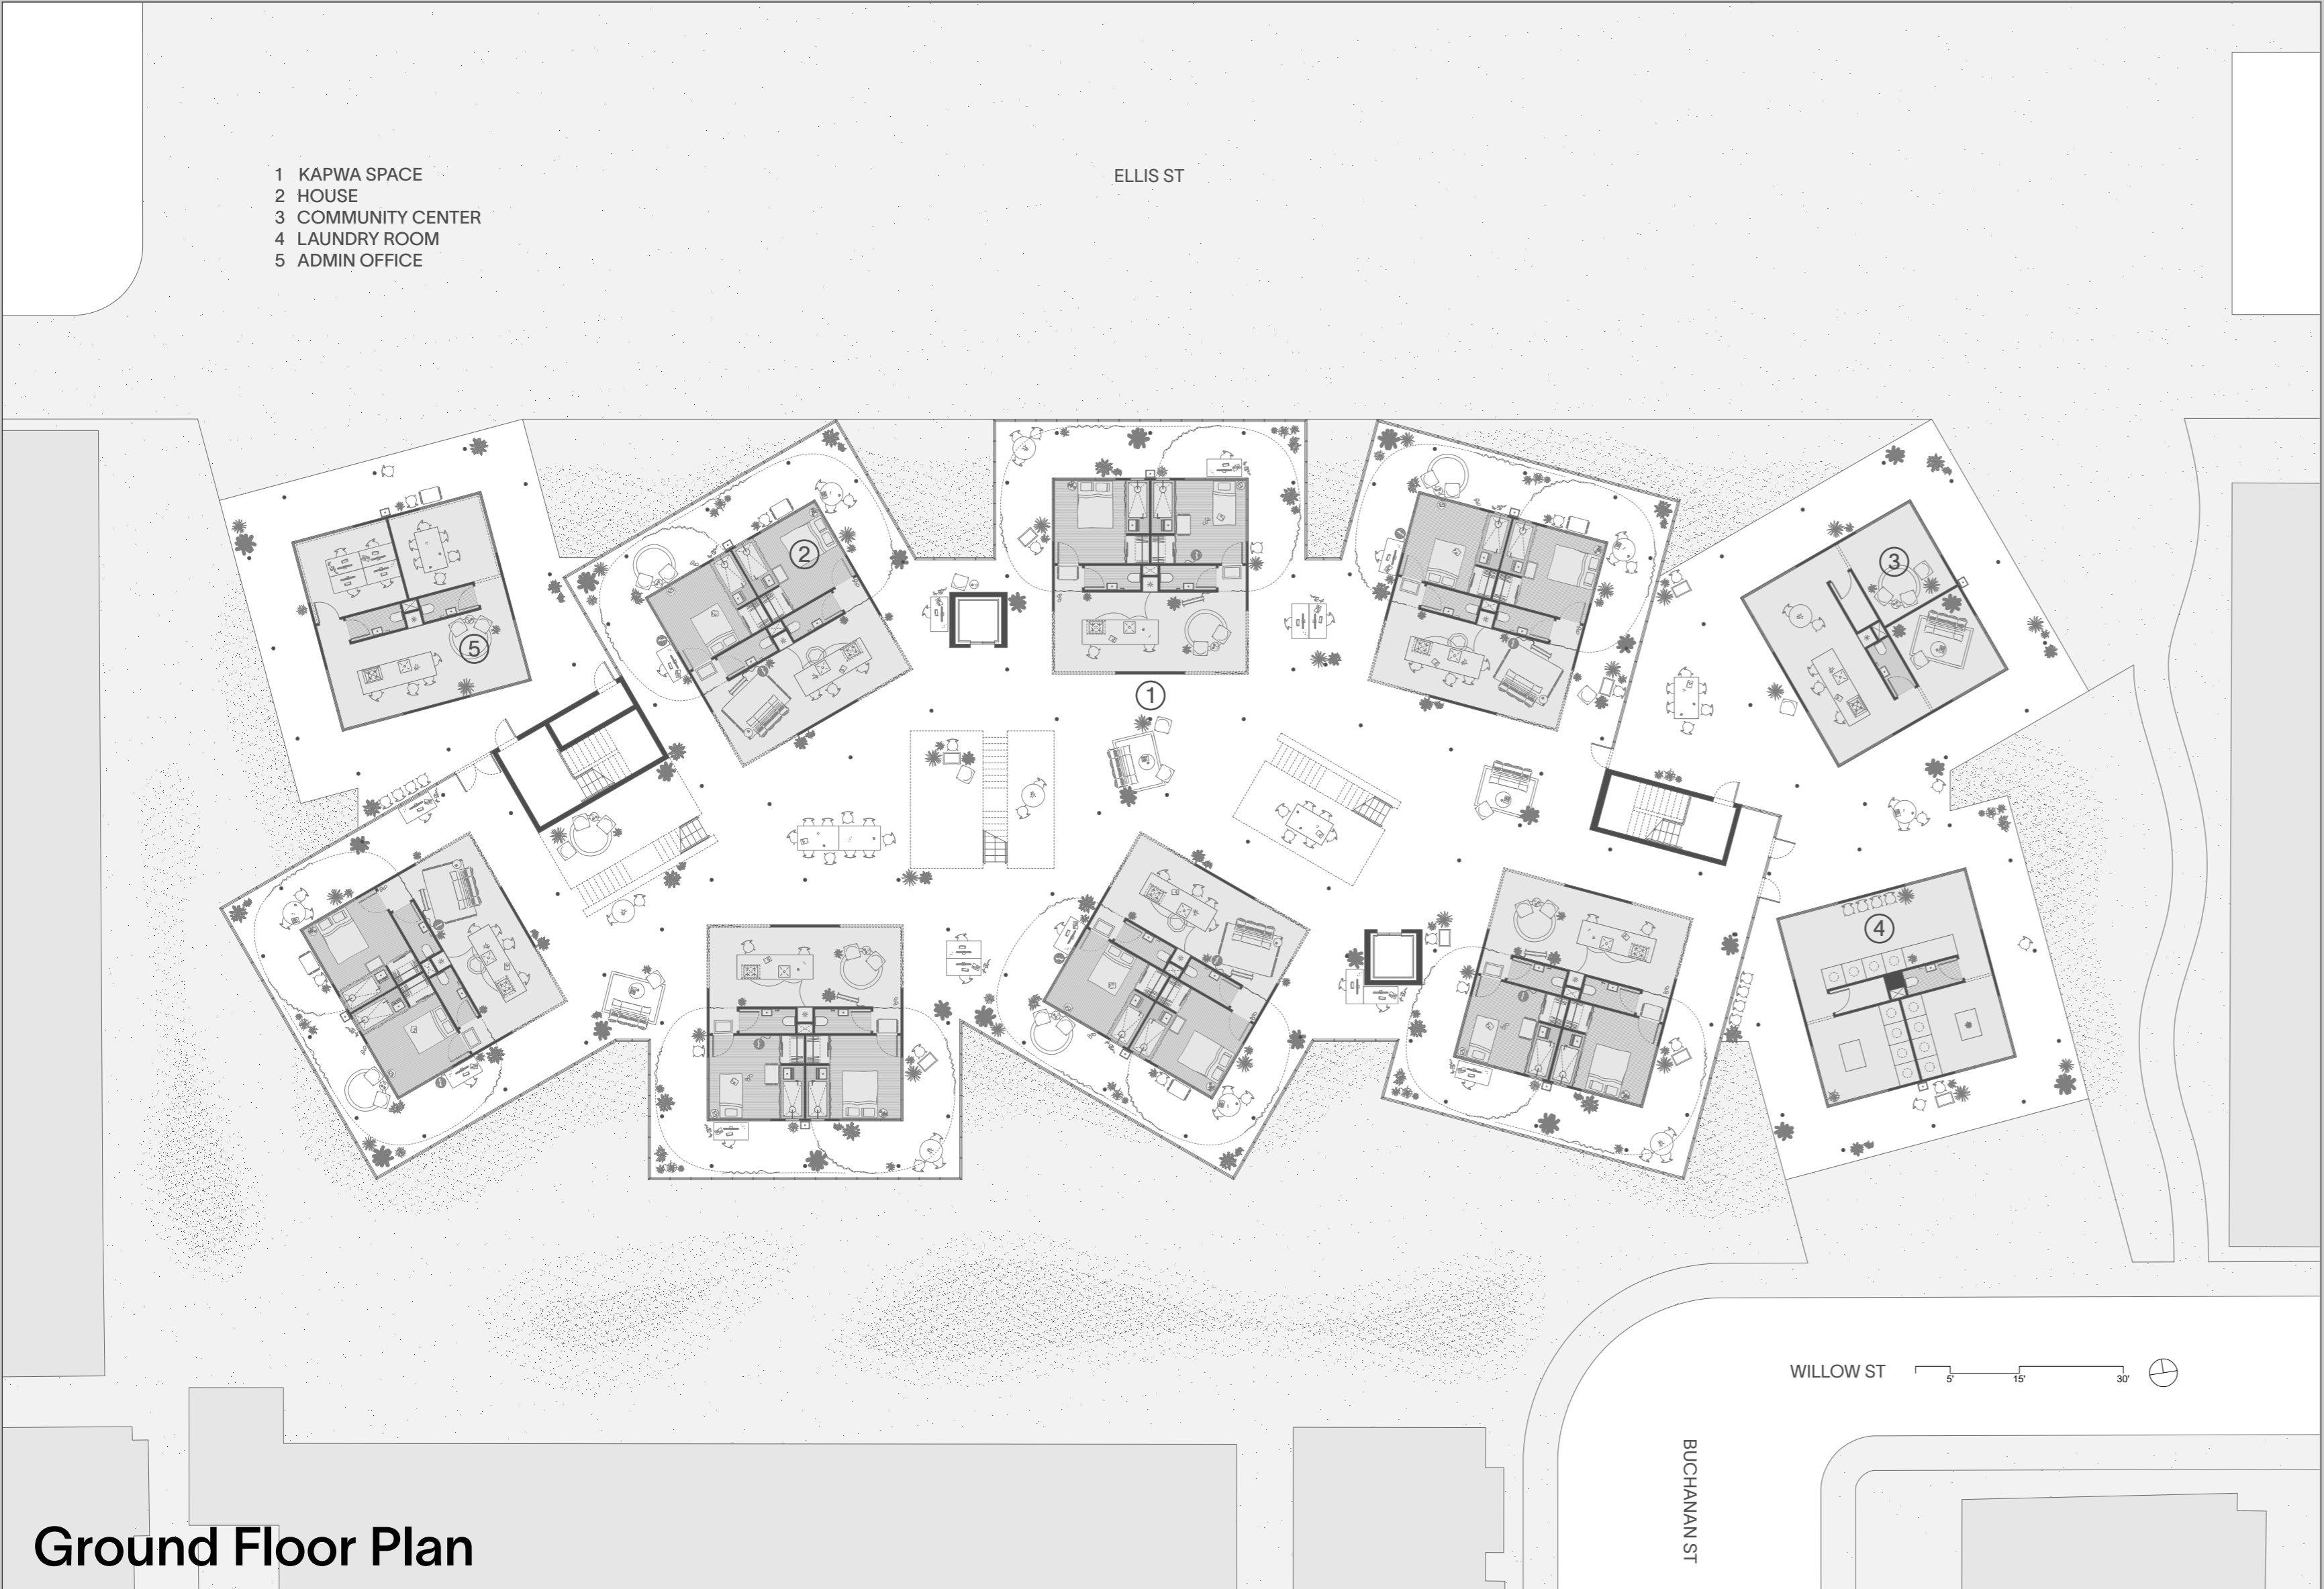 1 KAPWA SPACE
2 HOUSE
3 COMMUNITY CENTER
4 LAUNDRY ROOM
5 ADMIN OFFICE
ELLIS ST
2
3
5
1
4
WILLOW ST
5' 15' 30'
BUCHANAN ST
Ground Floor Plan